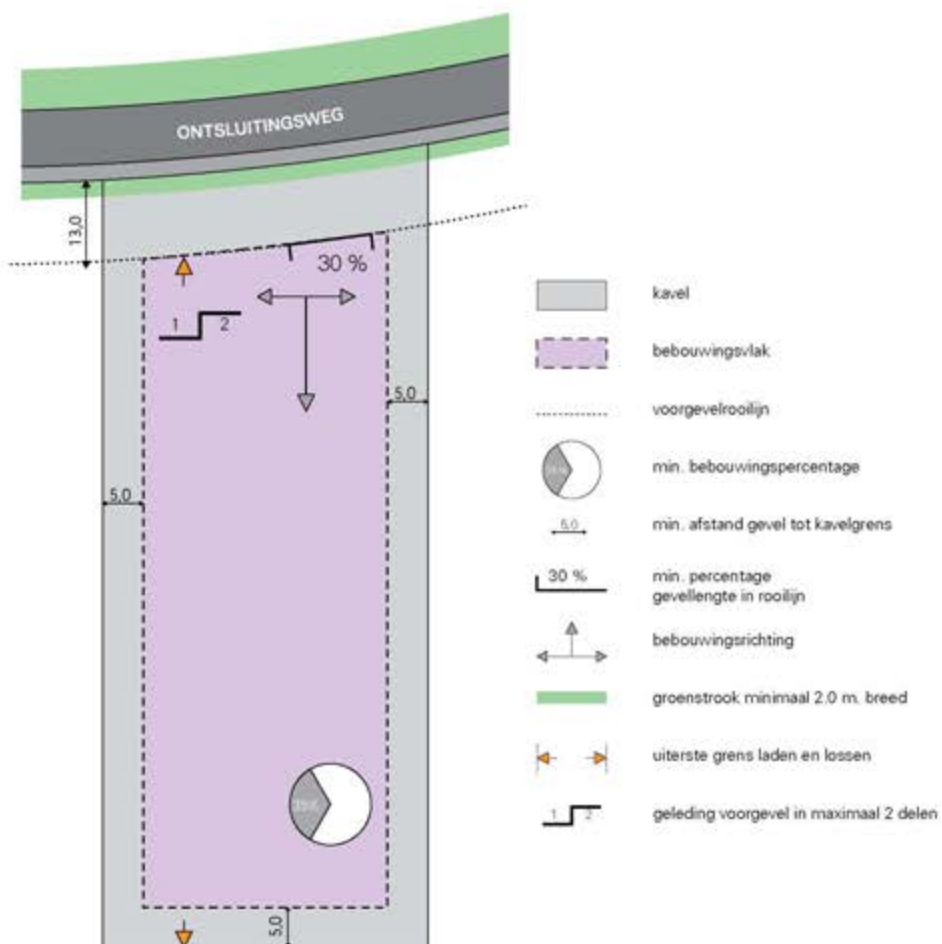 ONTSLUITINGSWEG
13,0
30 %
1 2
5,0
5,0
35%
5,0
kavel
bebouwingsvlak
voorgevelrooilijn
min. bebouwingspercentage
5,0
min. afstand gevel tot kavelgrens
30 %
min. percentage
gevellengte in rooilijn
bebouwingsrichting
groenstrook minimaal 2,0 m. breed
uiterste grens laden en lossen
1 2
geleding voorgevel in maximaal 2 delen